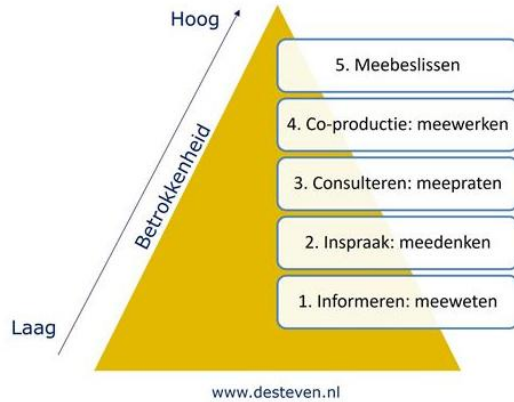 Hoog
5. Meebeslissen
4. Co-productie: meewerken
Betrokkenheid
3. Consulteren: meepraten
2. Inspraak: meedenken
1. Informeren: meeweten
Laag
www.desteven.nl